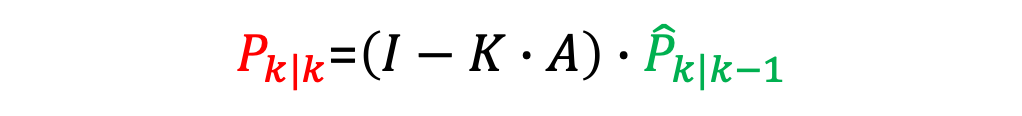 P_{k|k}=(I − K · A) · P̂_{k|k−1}